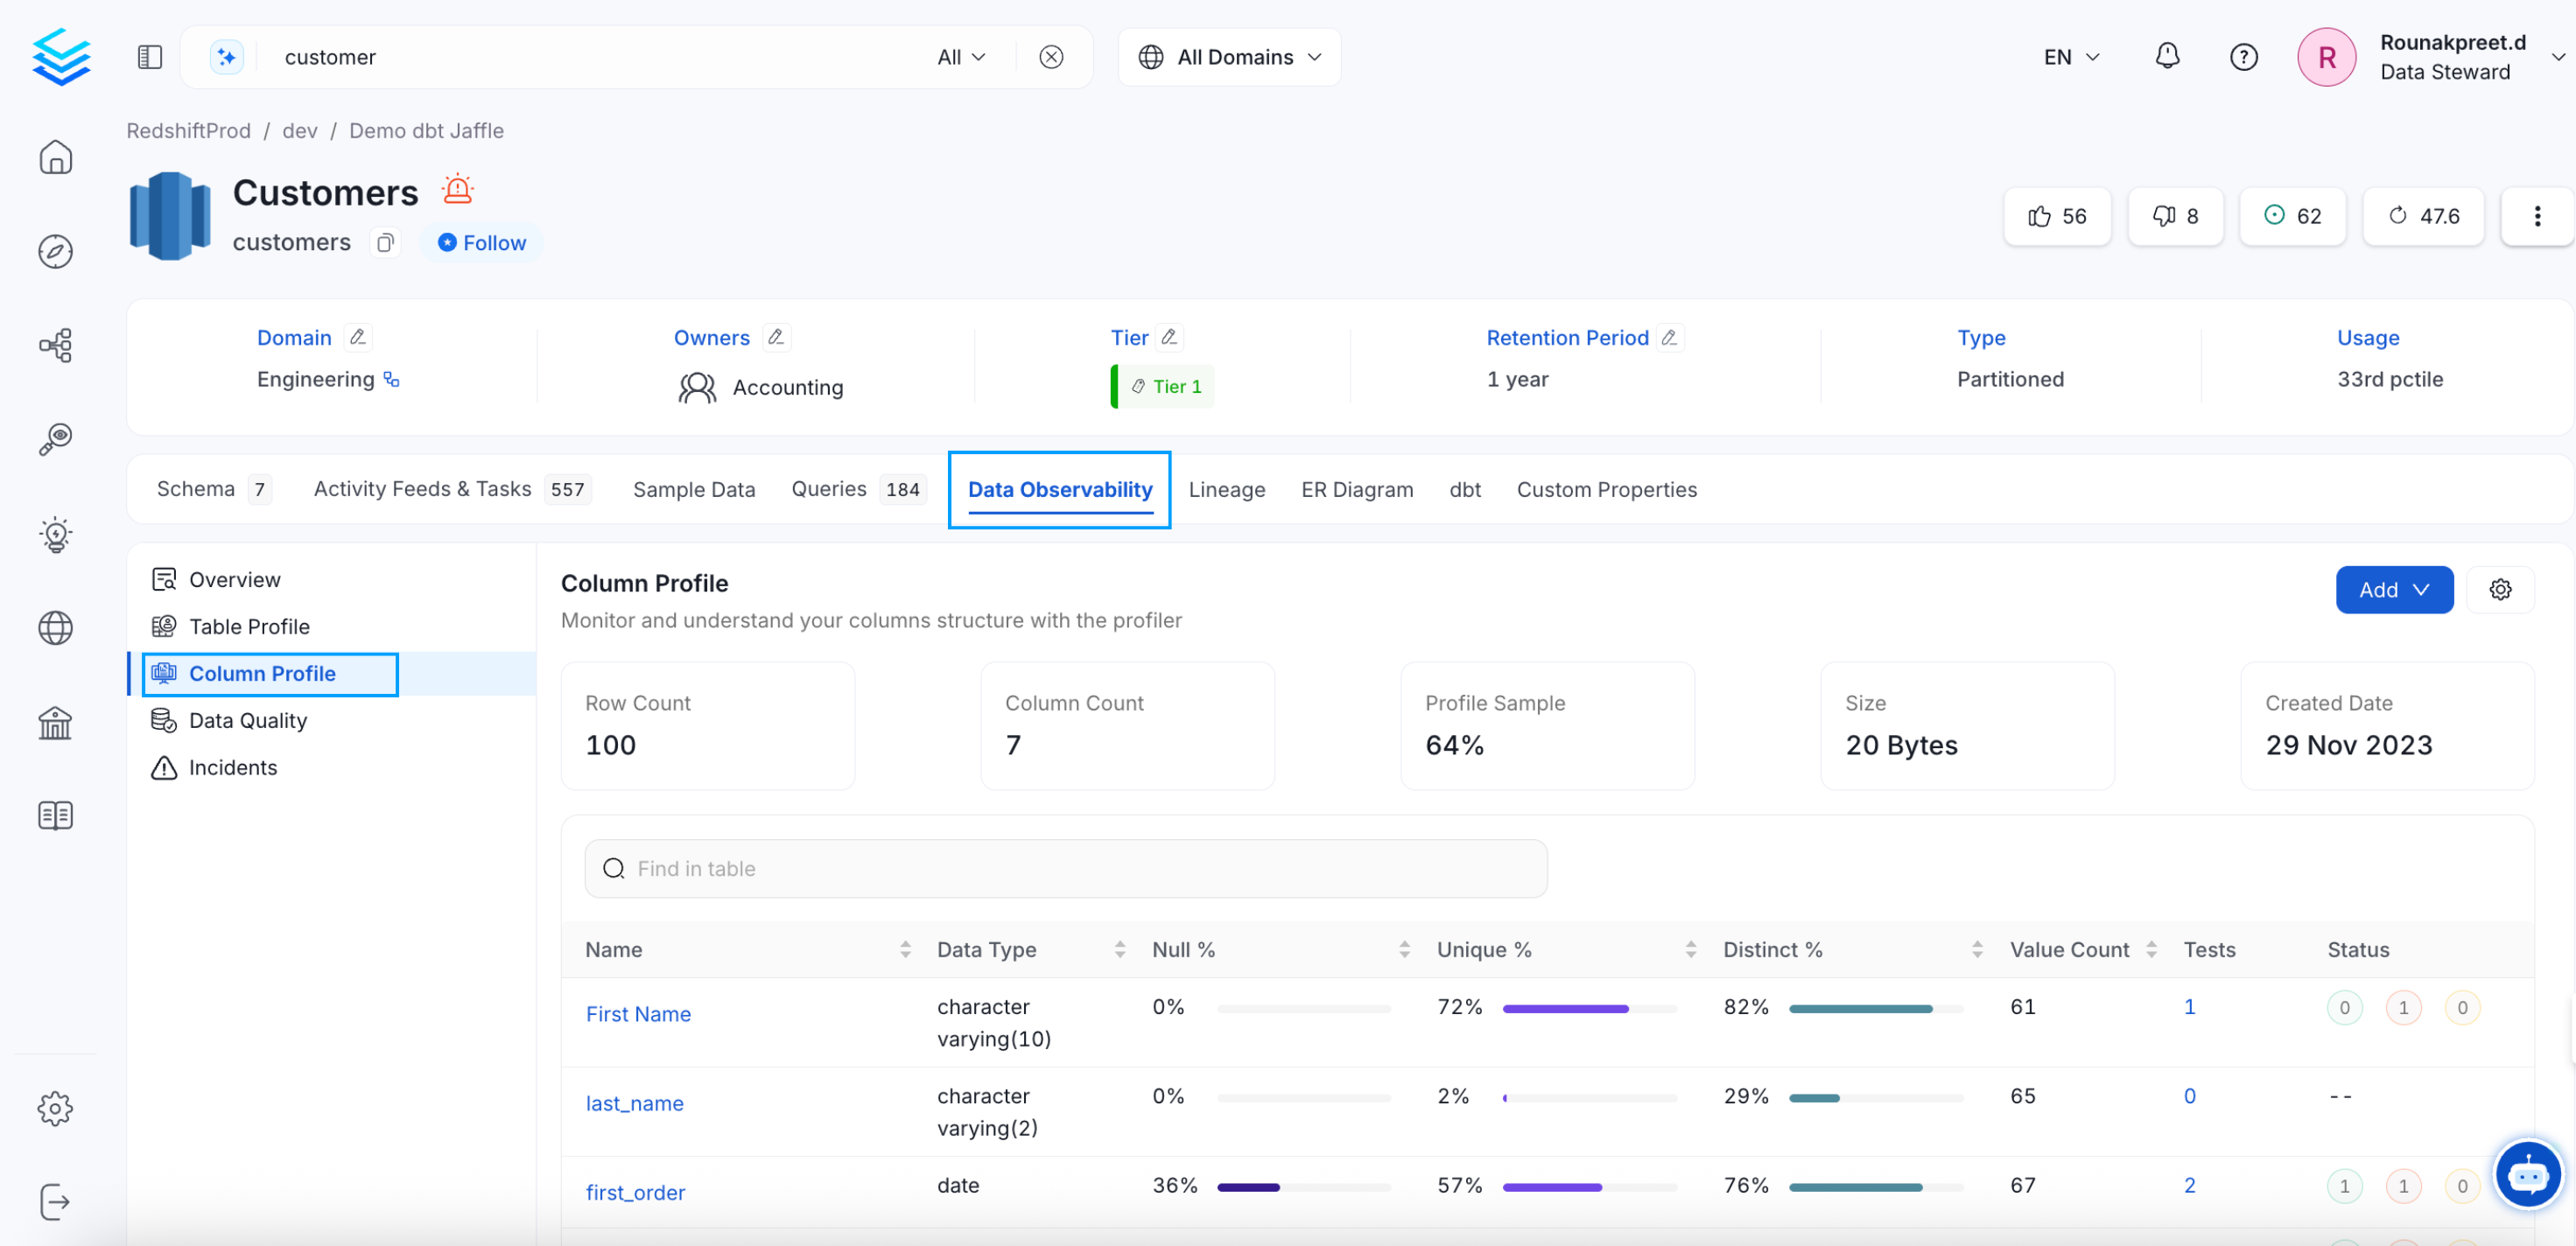 customer All All Domains EN R Rounakpreet.d
Data Steward
RedshiftProd / dev / Demo dbt Jaffle
Customers
customers Follow 56 8 62 47.6
Domain Owners Tier Retention Period Type Usage
Engineering Accounting Tier 1 1 year Partitioned 33rd pctile
Schema 7 Activity Feeds & Tasks 557 Sample Data Queries 184 Data Observability Lineage ER Diagram dbt Custom Properties
Overview
Table Profile
Column Profile
Data Quality
Incidents
Column Profile
Monitor and understand your columns structure with the profiler
Add
Row Count Column Count Profile Sample Size Created Date
100 7 64% 20 Bytes 29 Nov 2023
Find in table
Name Data Type Null % Unique % Distinct % Value Count Tests Status
First Name character varying(10) 0% 72% 82% 61 1 0 1 0
last_name character varying(2) 0% 2% 29% 65 0 --
first_order date 36% 57% 76% 67 2 1 1 0